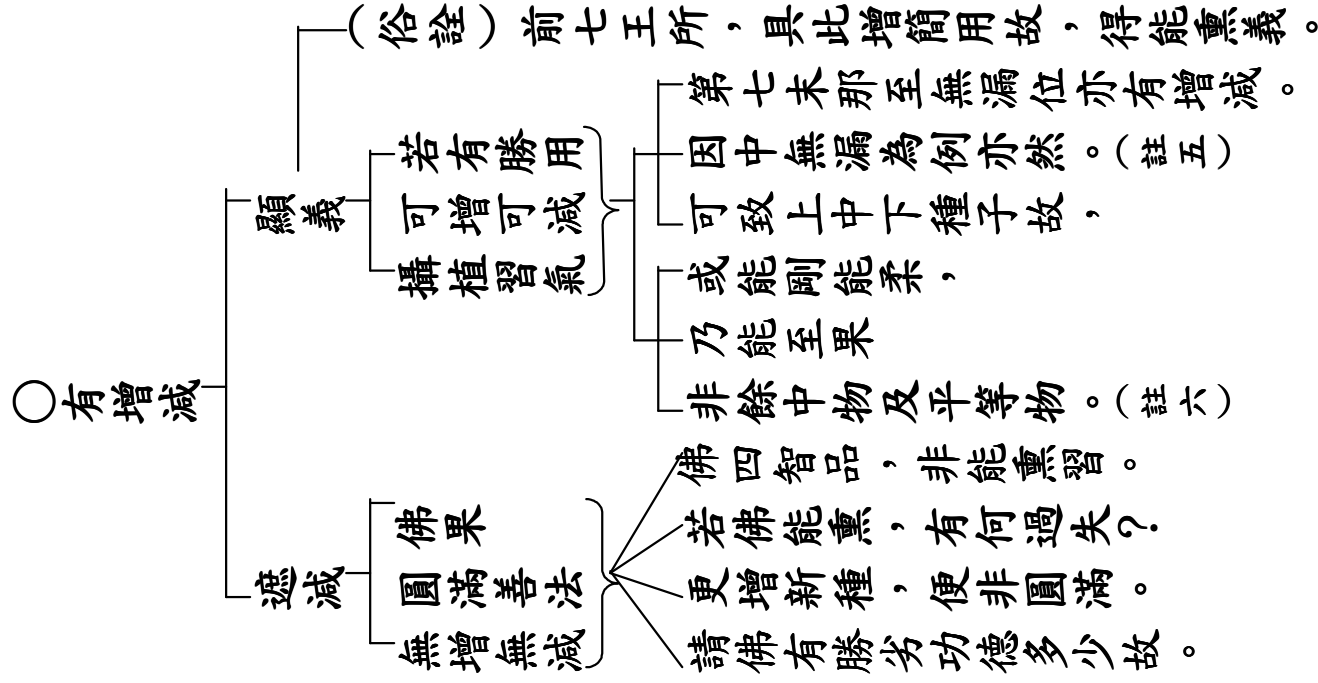 ○有增減
顯義
(俗詮)前七王所，具此增簡用故，得能熏義。
若有勝用
可增可減
攝植習氣
第七末那至無漏位亦有增減。
因中無漏為例亦然。(註五)
可致上中下種子故，
或能剛能柔，
乃能至果
非餘中物及平等物。(註六)
遮減
佛果
圓滿善法
無增無減
佛四智品，非能熏習。
若佛能熏，有何過失？
更增新種，便非圓滿。
請佛有勝劣功德多少故。